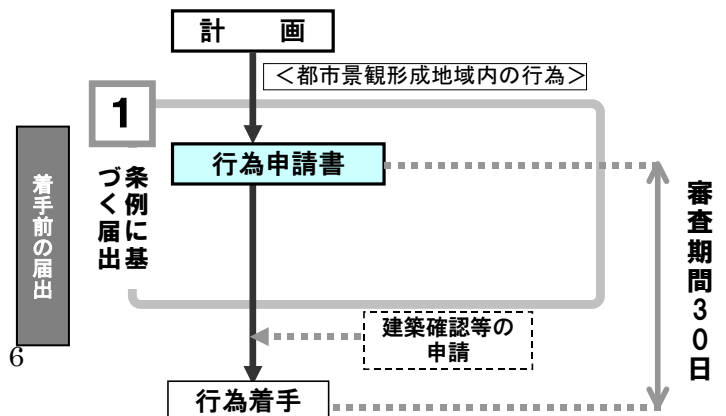 計　画
＜都市景観形成地域内の行為＞
1
条例に基
づく届出
着手前の届出
行為申請書
審査期間30日
建築確認等の
申請
6
行為着手